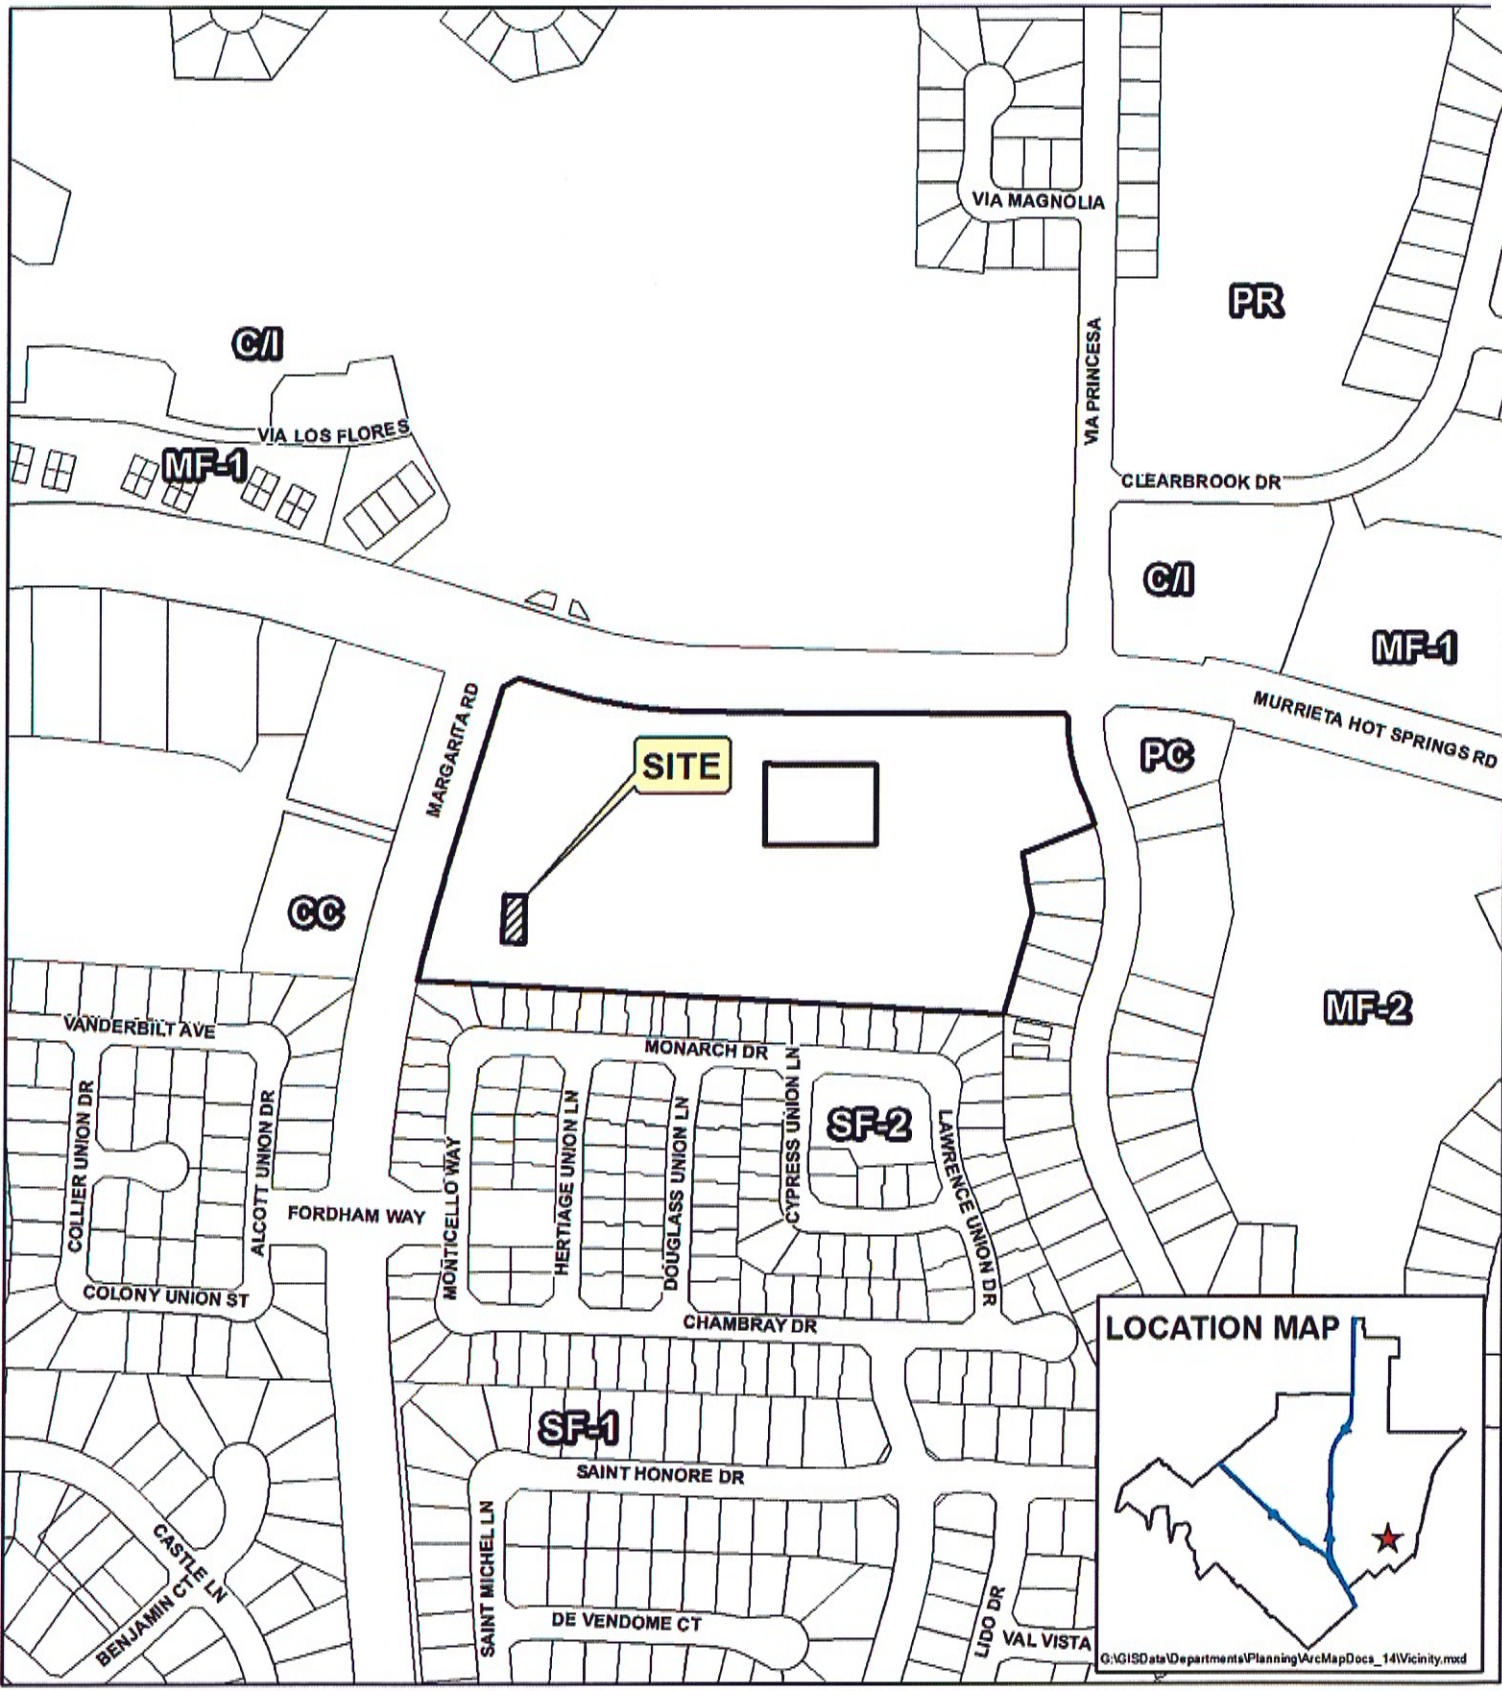 VIA MAGNOLIA
PR
VIA PRINCESA
C/I
VIA LOS FLORES
MF-1
CLEARBROOK DR
C/I
MF-1
MURRIETA HOT SPRINGS RD
MARGARITA RD
SITE
PC
CC
MF-2
VANDERBILT AVE
MONARCH DR
COLLIER UNION DR
ALCOTT UNION DR
FORDHAM WAY
MONTICELLO WAY
HERTIAGE UNION LN
DOUGLASS UNION LN
CYPRESS UNION LN
SF-2
LAWRENCE UNION DR
COLONY UNION ST
CHAMBRAY DR
LOCATION MAP
SF-1
SAINT HONORE DR
CASTLE LN
BENJAMIN CT
SAINT MICHEL LN
DE VENDOME CT
LIDO DR
VAL VISTA
G:\GISData\Departments\Planning\ArcMapDocs_14\Vicinity.mxd